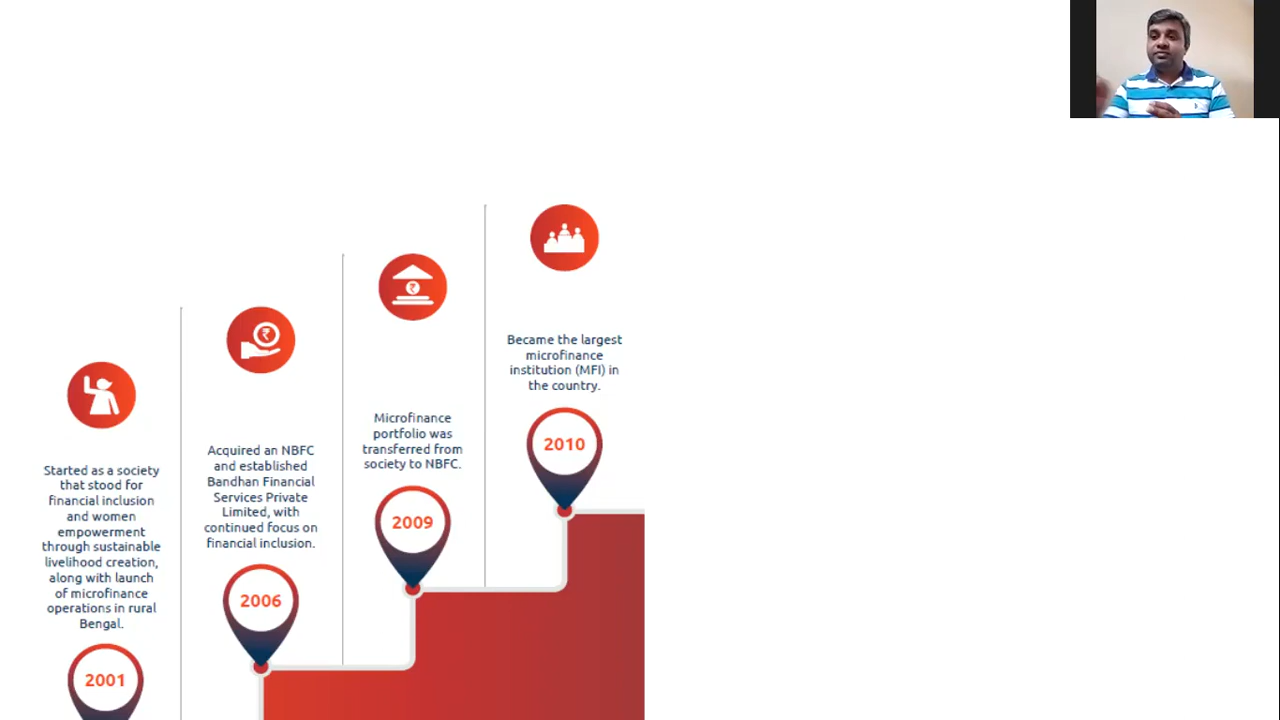 Started as a society
that stood for
financial inclusion
and women
empowerment
through sustainable
livelihood creation,
along with launch
of microfinance
operations in rural
Bengal.
2001
Acquired an NBFC
and established
Bandhan Financial
Services Private
Limited, with
continued focus on
financial inclusion.
2006
Microfinance
portfolio was
transferred from
society to NBFC.
2009
Became the largest
microfinance
institution (MFI) in
the country.
2010